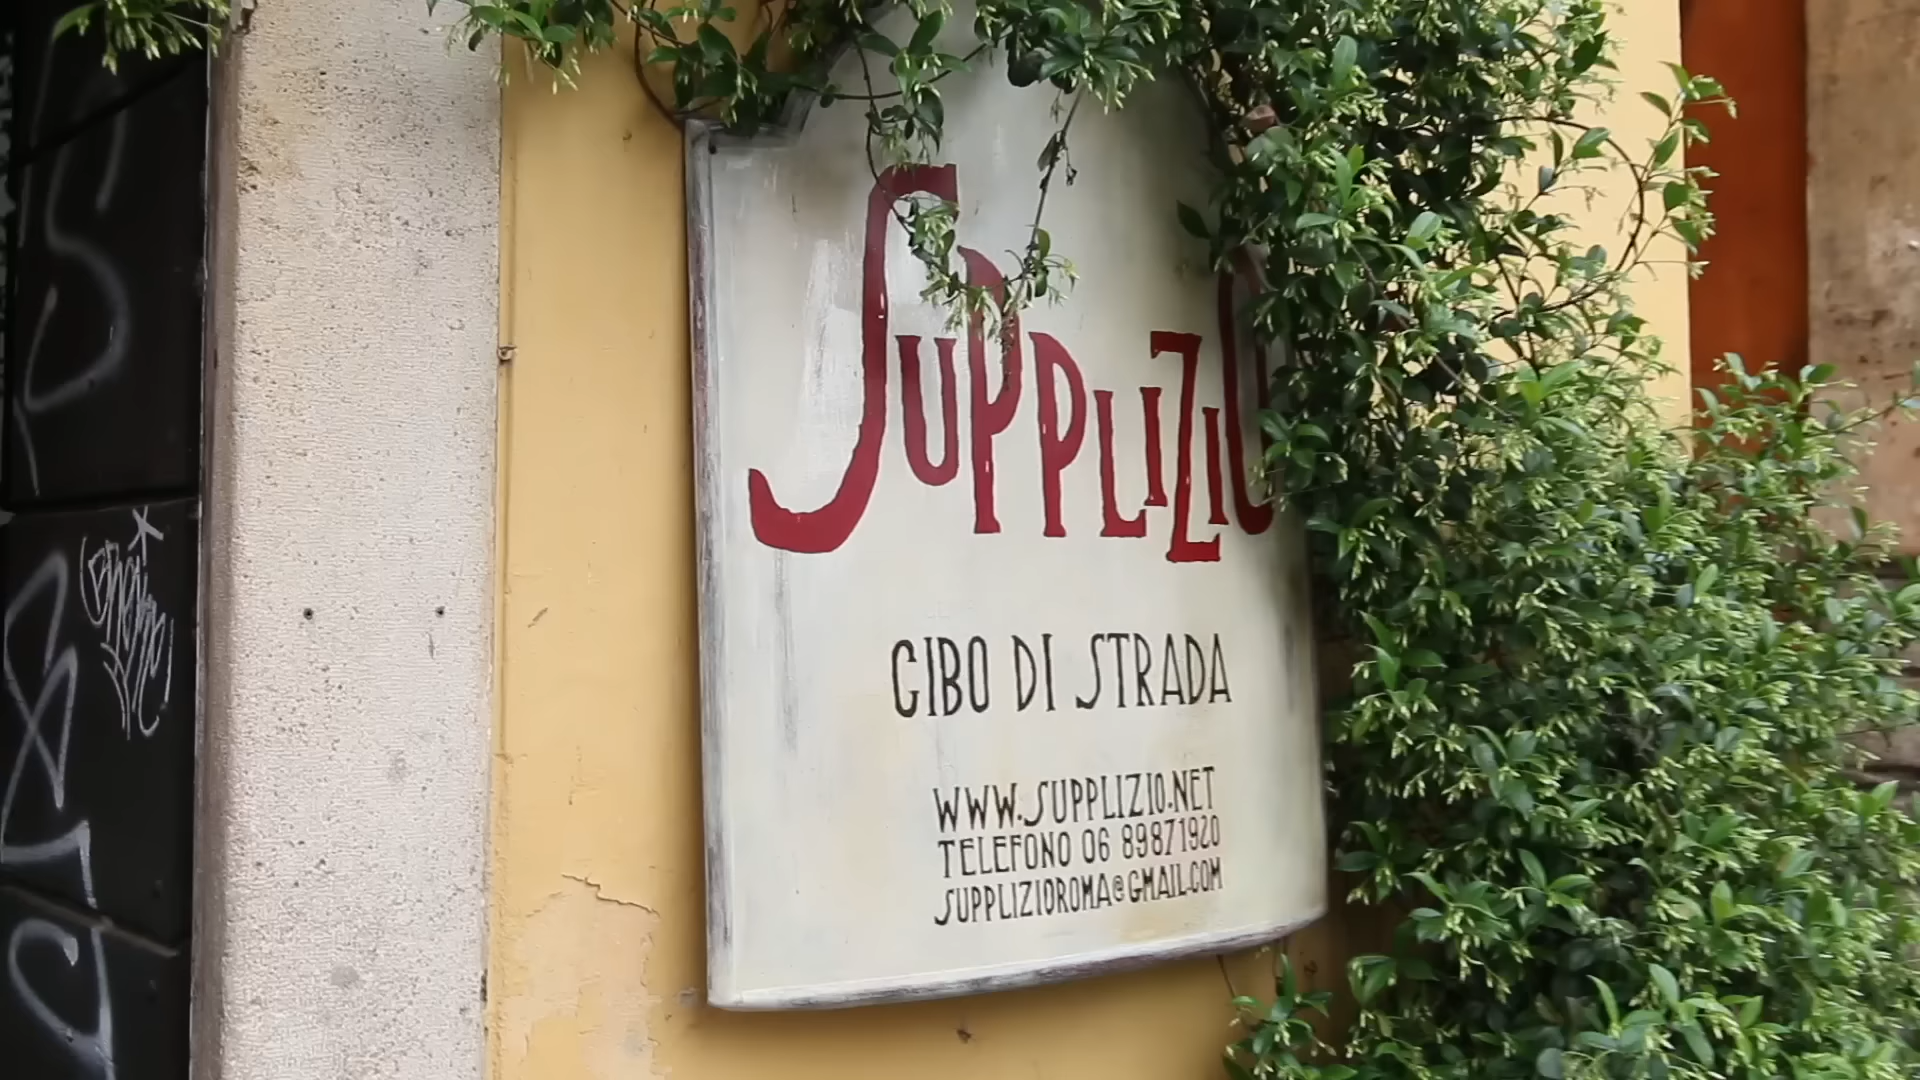 SUPPLIZIO
CIBO DI STRADA
WWW.SUPPLIZIO.NET
TELEFONO 06 89871920
SUPPLIZIOROMA@GMAIL.COM